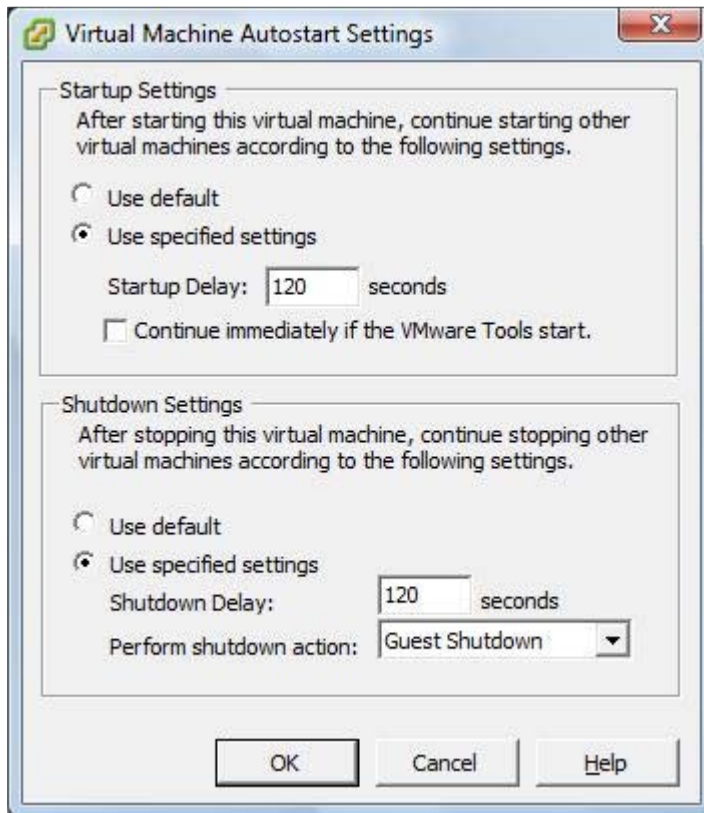 Virtual Machine Autostart Settings
Startup Settings
After starting this virtual machine, continue starting other
virtual machines according to the following settings.
Use default
Use specified settings
Startup Delay: 120 seconds
Continue immediately if the VMware Tools start.
Shutdown Settings
After stopping this virtual machine, continue stopping other
virtual machines according to the following settings.
Use default
Use specified settings
Shutdown Delay: 120 seconds
Perform shutdown action: Guest Shutdown
OK Cancel Help